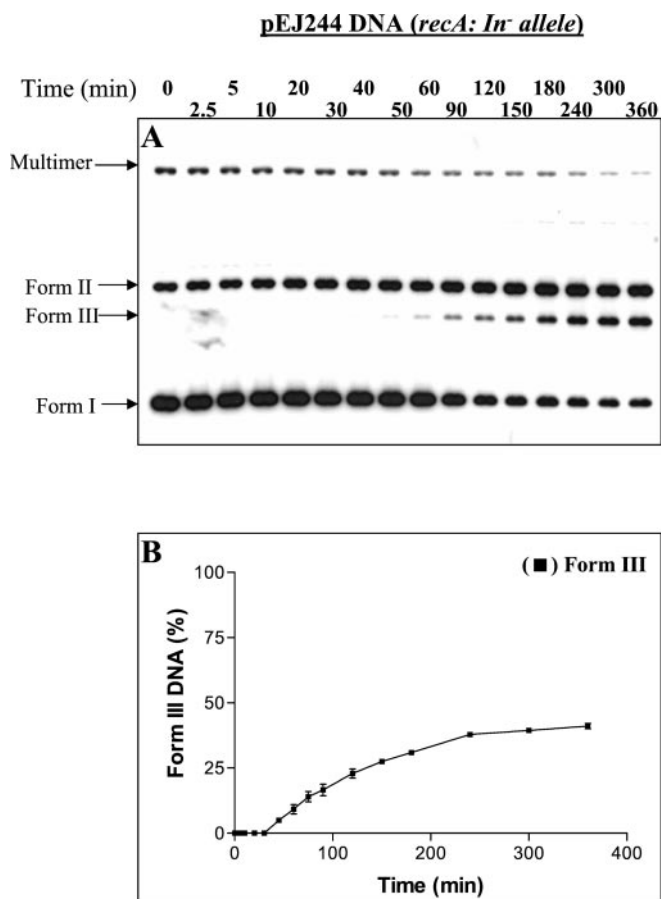 pEJ244 DNA (recA: In- allele)
Time (min) 0 5 20 40 60 120 180 300
2.5 10 30 50 90 150 240 360
A
Multimer
Form II
Form III
Form I
B
(■) Form III
100
75
50
25
0
Form III DNA (%)
0 100 200 300 400
Time (min)